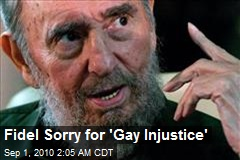 Fidel Sorry for 'Gay Injustice'
Sep 1, 2010 2:05 AM CDT